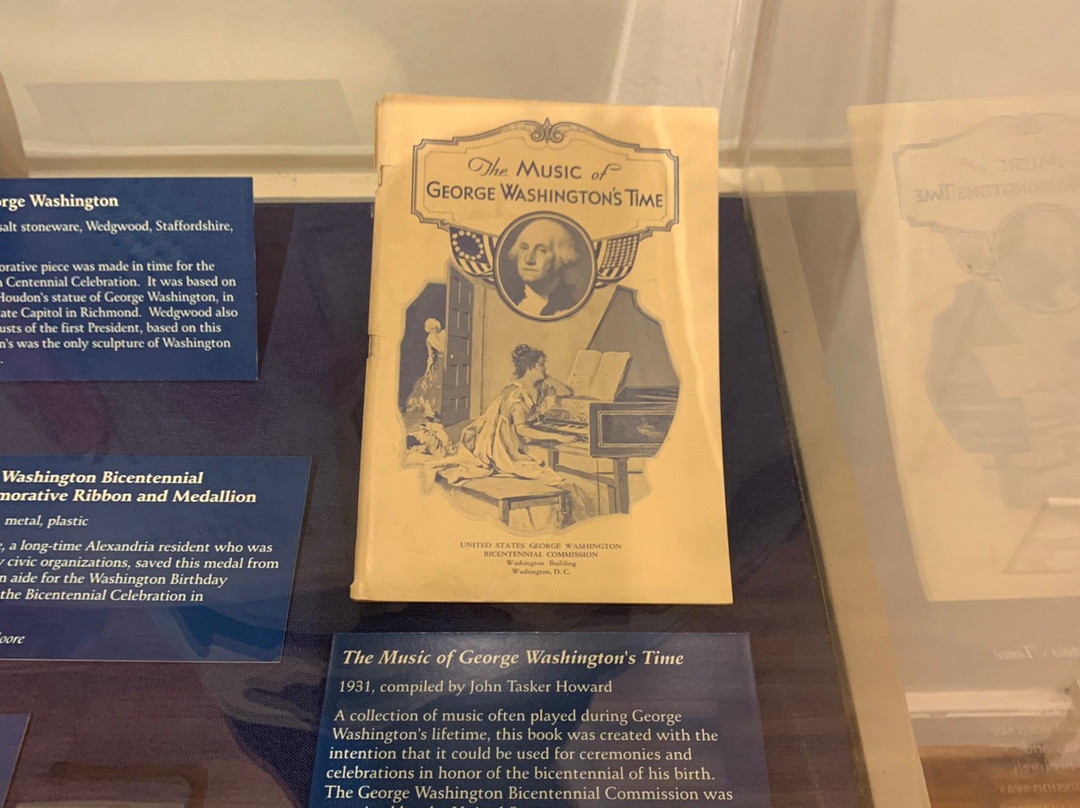 The MUSIC of
GEORGE WASHINGTON'S TIME
UNITED STATES GEORGE WASHINGTON
BICENTENNIAL COMMISSION
Washington Building
Washington, D. C.
rge Washington
salt stoneware, Wedgwood, Staffordshire,
orative piece was made in time for the
Centennial Celebration. It was based on
Houdon's statue of George Washington, in
ate Capitol in Richmond. Wedgwood also
usts of the first President, based on this
n's was the only sculpture of Washington
Washington Bicentennial
morative Ribbon and Medallion
metal, plastic
, a long-time Alexandria resident who was
civic organizations, saved this medal from
n aide for the Washington Birthday
the Bicentennial Celebration in
oore
The Music of George Washington's Time
1931, compiled by John Tasker Howard
A collection of music often played during George
Washington's lifetime, this book was created with the
intention that it could be used for ceremonies and
celebrations in honor of the bicentennial of his birth.
The George Washington Bicentennial Commission was